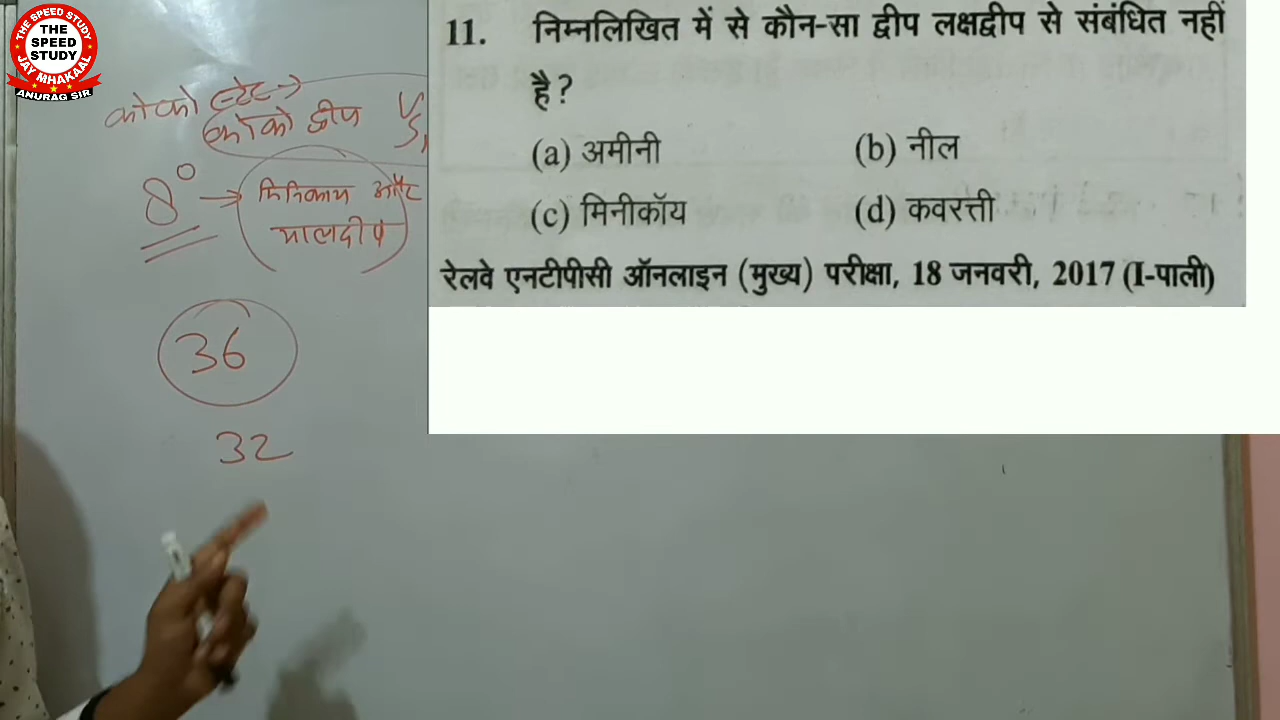 THE SPEED STUDY
THE
SPEED
STUDY
JAY MHAKAAL
ANURAG SIR
11. निम्नलिखित में से कौन-सा द्वीप लक्षद्वीप से संबंधित नहीं
है?
(a) अमीनी (b) नील
(c) मिनीकॉय (d) कवरत्ती
रेलवे एनटीपीसी ऑनलाइन (मुख्य) परीक्षा, 18 जनवरी, 2017 (I-पाली)
कोको स्टेट →
कोको द्वीप
8° → मिनिकाय और
मालदीप
36
32